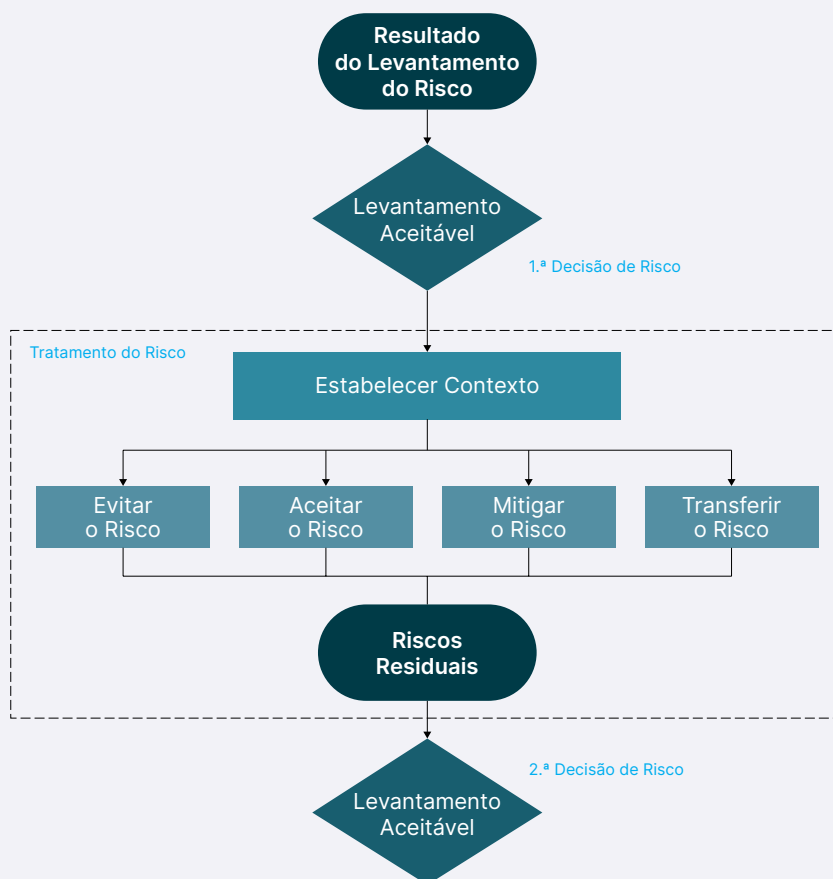 Resultado
do Levantamento
do Risco
Levantamento
Aceitável
1.ª Decisão de Risco
Tratamento do Risco
Estabelecer Contexto
Evitar
o Risco
Aceitar
o Risco
Mitigar
o Risco
Transferir
o Risco
Riscos
Residuais
2.ª Decisão de Risco
Levantamento
Aceitável